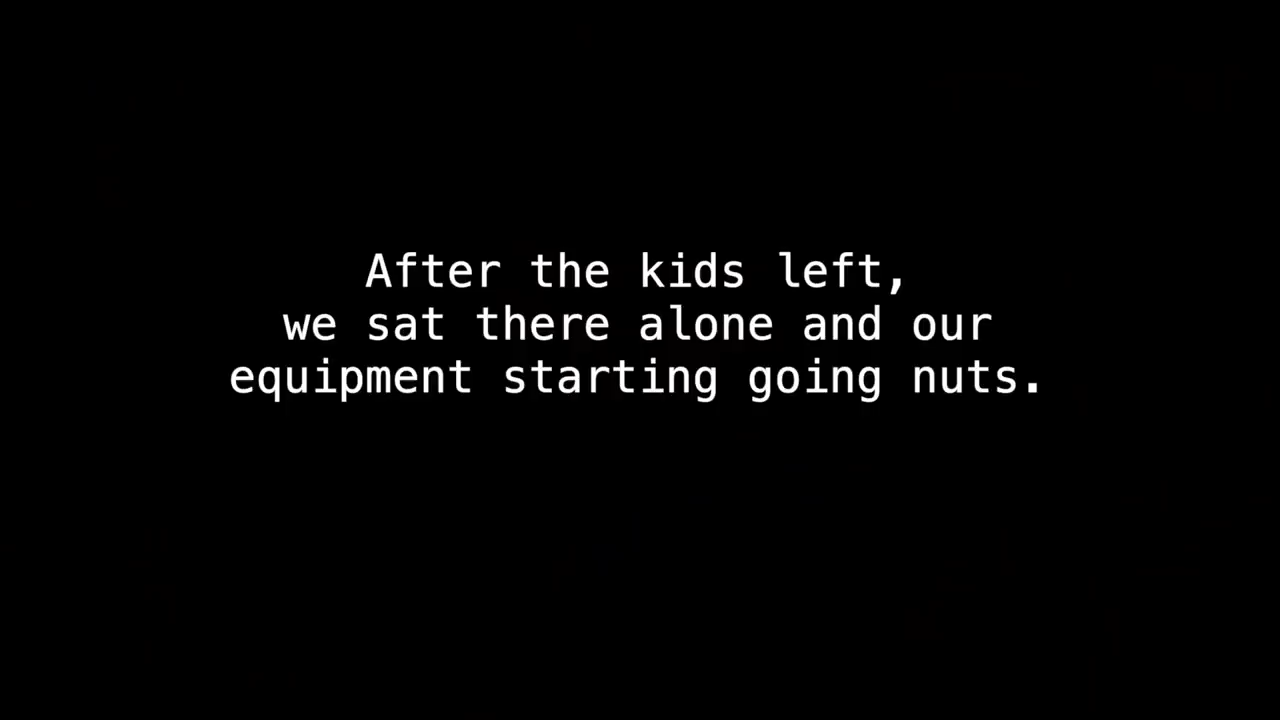 After the kids left,
we sat there alone and our
equipment starting going nuts.